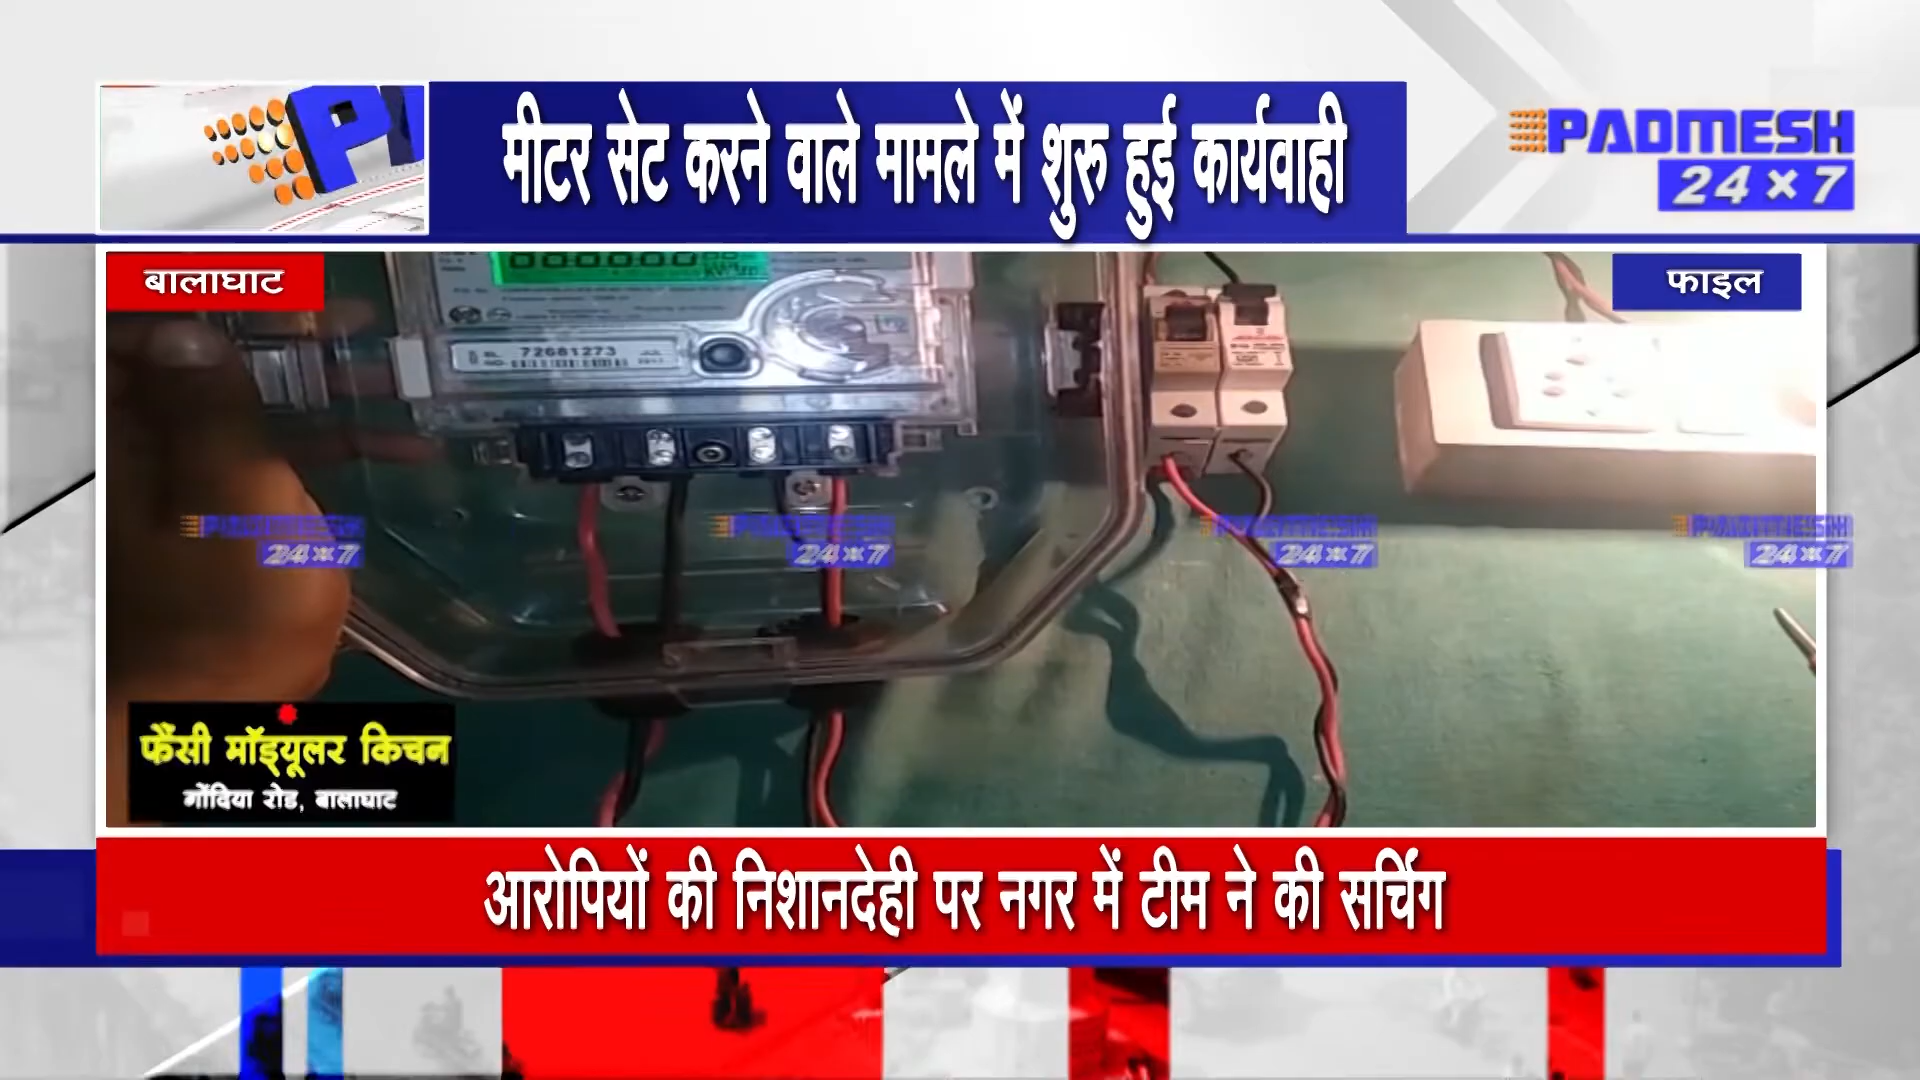 मीटर सेट करने वाले मामले में शुरु हुई कार्यवाही
PADMESH
24×7
बालाघाट
फाइल
72681273
PADMESH
24×7
PADMESH
24×7
PADMESH
24×7
PADMESH
24×7
फैंसी मॉड्यूलर किचन
गोंदिया रोड, बालाघाट
आरोपियों की निशानदेही पर नगर में टीम ने की सर्चिंग